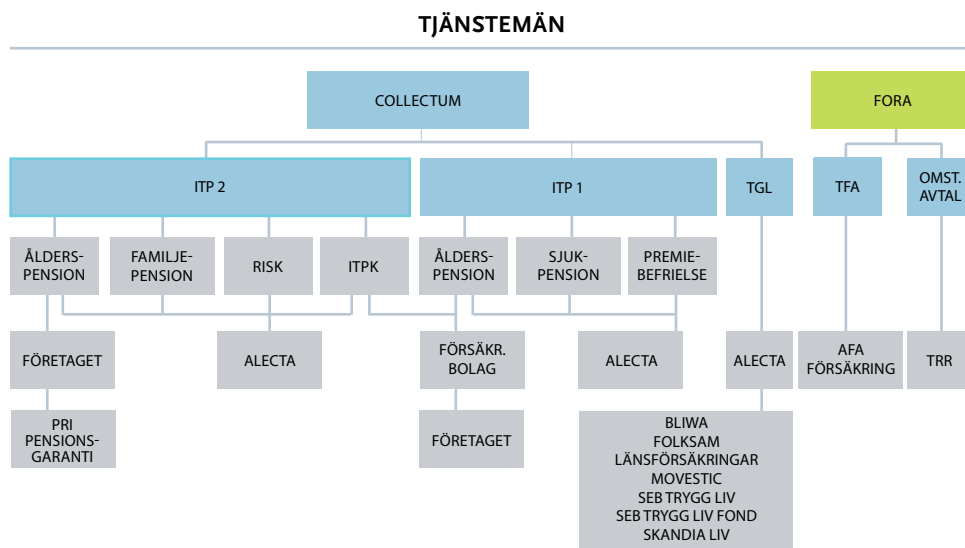 TJÄNSTEMÄN
COLLECTUM
FORA
ITP 2
ITP 1
TGL
TFA
OMST.
AVTAL
ÅLDERS-
PENSION
FAMILJE-
PENSION
RISK
ITPK
ÅLDERS-
PENSION
SJUK-
PENSION
PREMIE-
BEFRIELSE
FÖRETAGET
ALECTA
FÖRSÄKR.
BOLAG
ALECTA
ALECTA
AFA
FÖRSÄKRING
TRR
PRI
PENSIONS-
GARANTI
FÖRETAGET
BLIWA
FOLKSAM
LÄNSFÖRSÄKRINGAR
MOVESTIC
SEB TRYGG LIV
SEB TRYGG LIV FOND
SKANDIA LIV